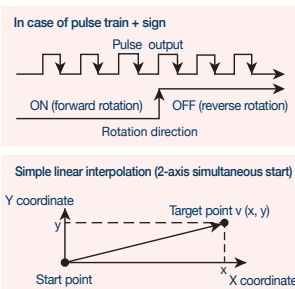 In case of pulse train + sign
Pulse output
ON (forward rotation) OFF (reverse rotation)
Rotation direction
Simple linear interpolation (2-axis simultaneous start)
Y coordinate
Target point v (x, y)
y
x
Start point
X coordinate